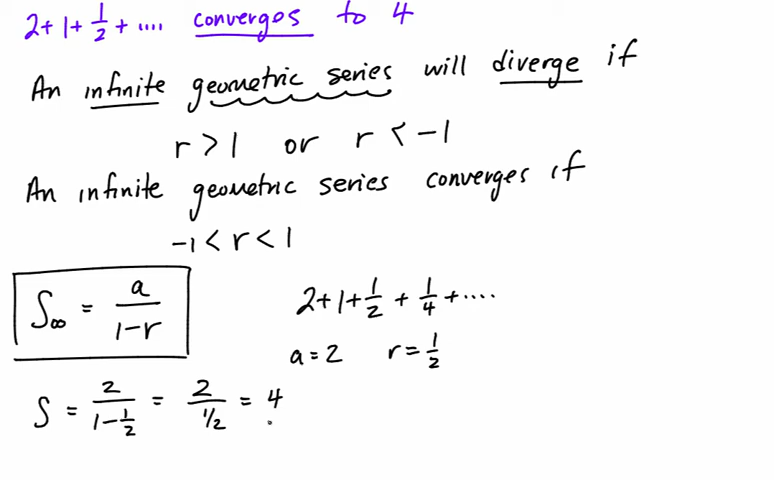 2+1+1/2+.... converges to 4
An infinite geometric series will diverge if
r>1 or r<-1
An infinite geometric series converges if
-1<r<1
S∞ = a/(1-r)
2+1+1/2+1/4+....
a=2 r=1/2
S = 2/(1-1/2) = 2/(1/2) = 4